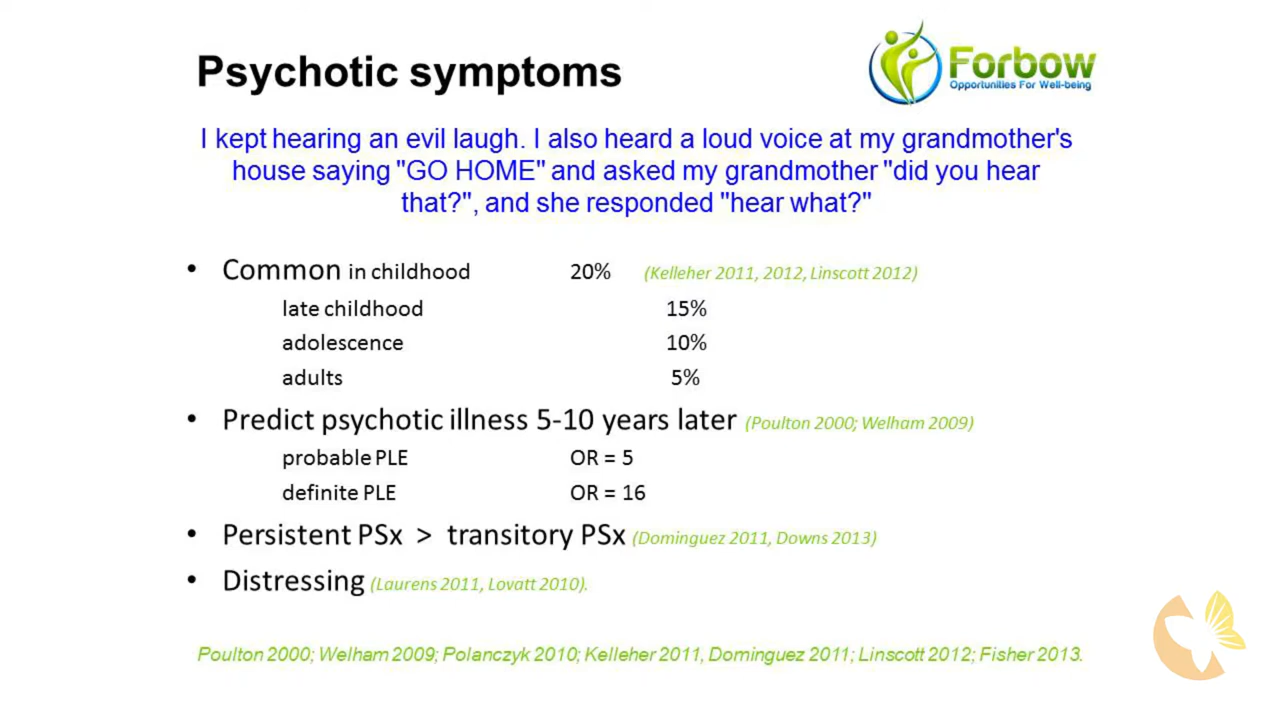 Psychotic symptoms
Forbow
Opportunities For Well-being
I kept hearing an evil laugh. I also heard a loud voice at my grandmother's
house saying "GO HOME" and asked my grandmother "did you hear
that?", and she responded "hear what?"
• Common in childhood 20% (Kelleher 2011, 2012, Linscott 2012)
late childhood 15%
adolescence 10%
adults 5%
• Predict psychotic illness 5-10 years later (Poulton 2000; Welham 2009)
probable PLE OR = 5
definite PLE OR = 16
• Persistent PSx > transitory PSx (Dominguez 2011, Downs 2013)
• Distressing (Laurens 2011, Lovatt 2010).
Poulton 2000; Welham 2009; Polanczyk 2010; Kelleher 2011, Dominguez 2011; Linscott 2012; Fisher 2013.